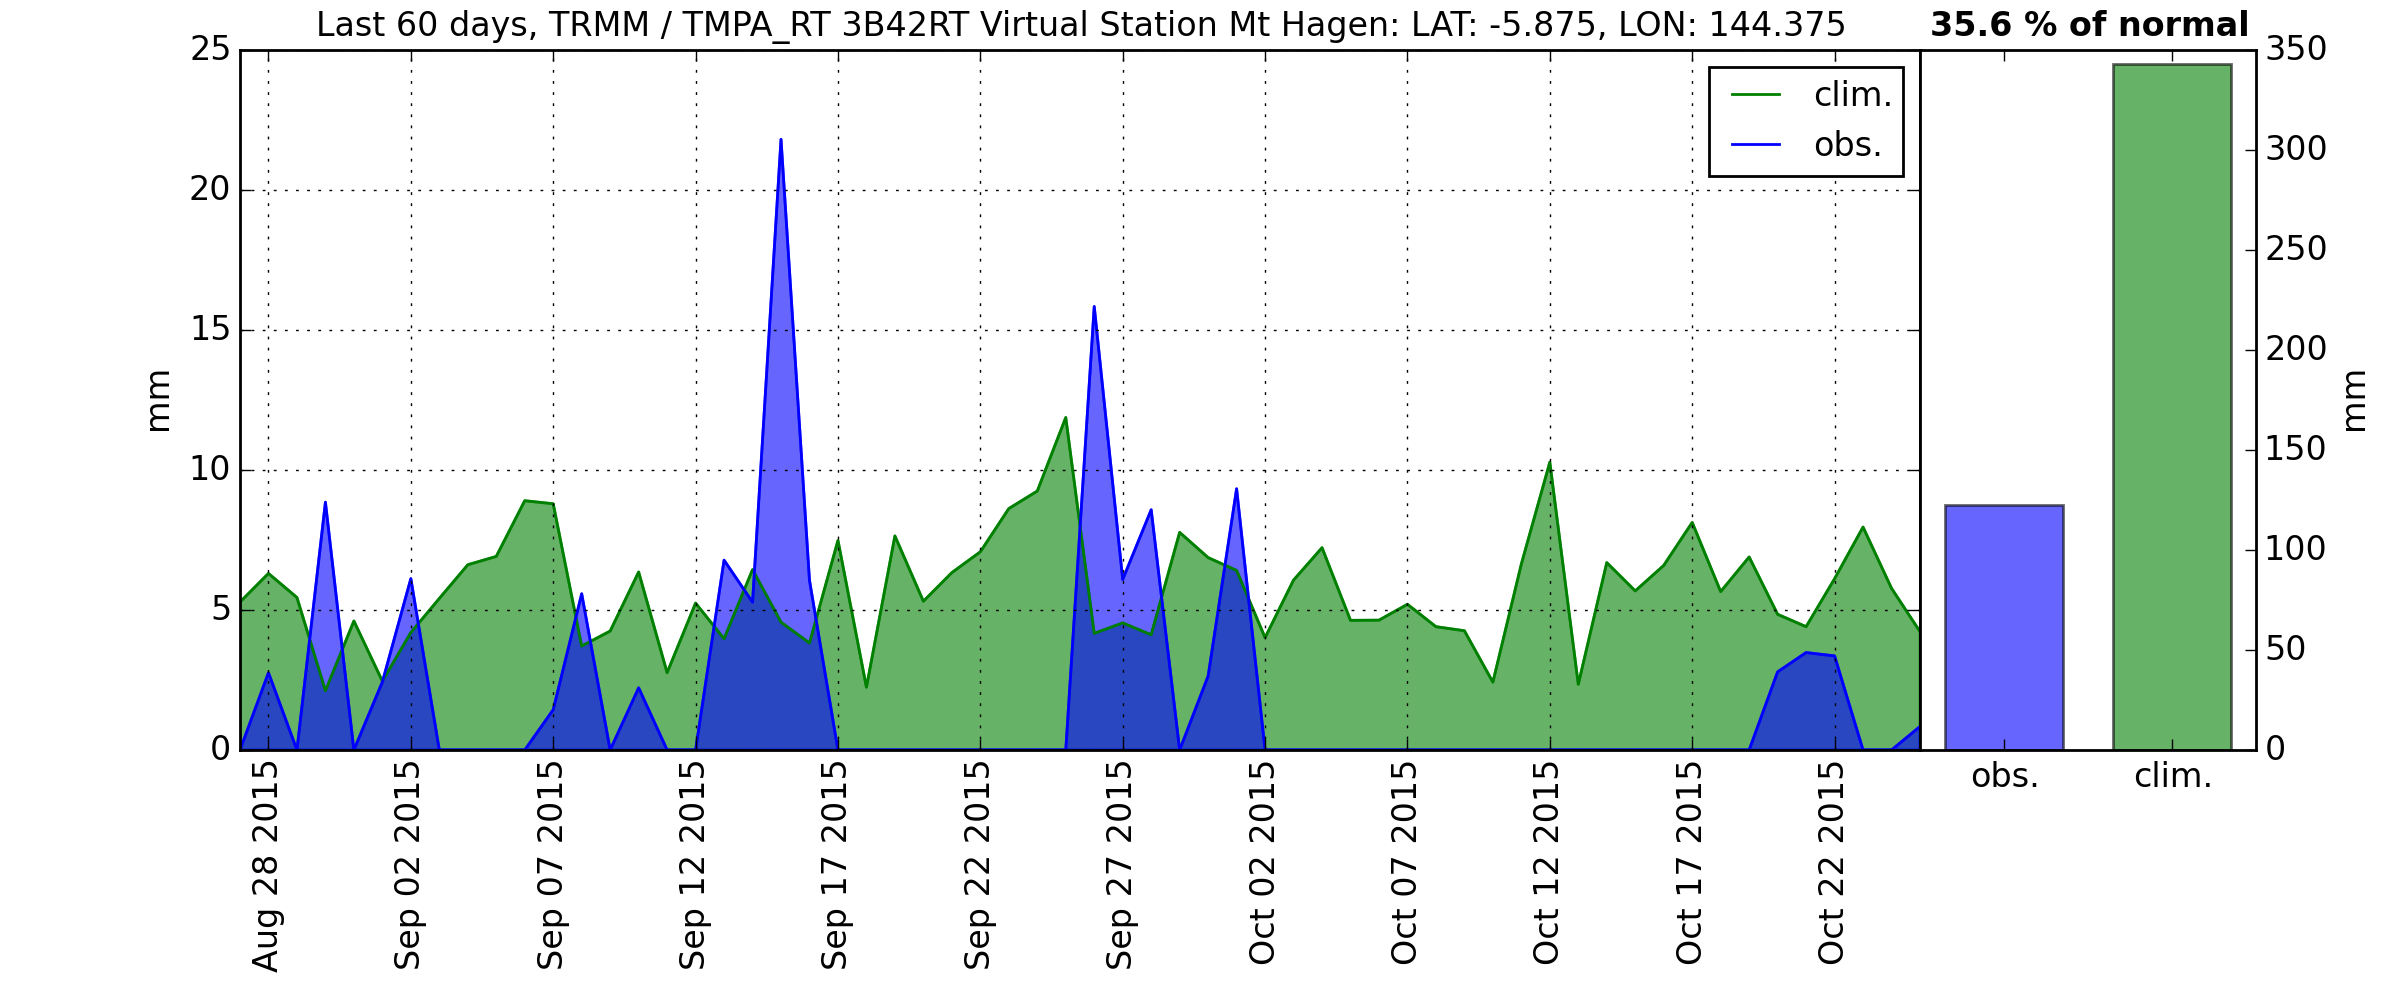 Last 60 days, TRMM / TMPA_RT 3B42RT Virtual Station Mt Hagen: LAT: -5.875, LON: 144.375
35.6 % of normal
25
20
15
10
5
0
mm
clim.
obs.
350
300
250
200
150
100
50
0
mm
Aug 28 2015
Sep 02 2015
Sep 07 2015
Sep 12 2015
Sep 17 2015
Sep 22 2015
Sep 27 2015
Oct 02 2015
Oct 07 2015
Oct 12 2015
Oct 17 2015
Oct 22 2015
obs.
clim.